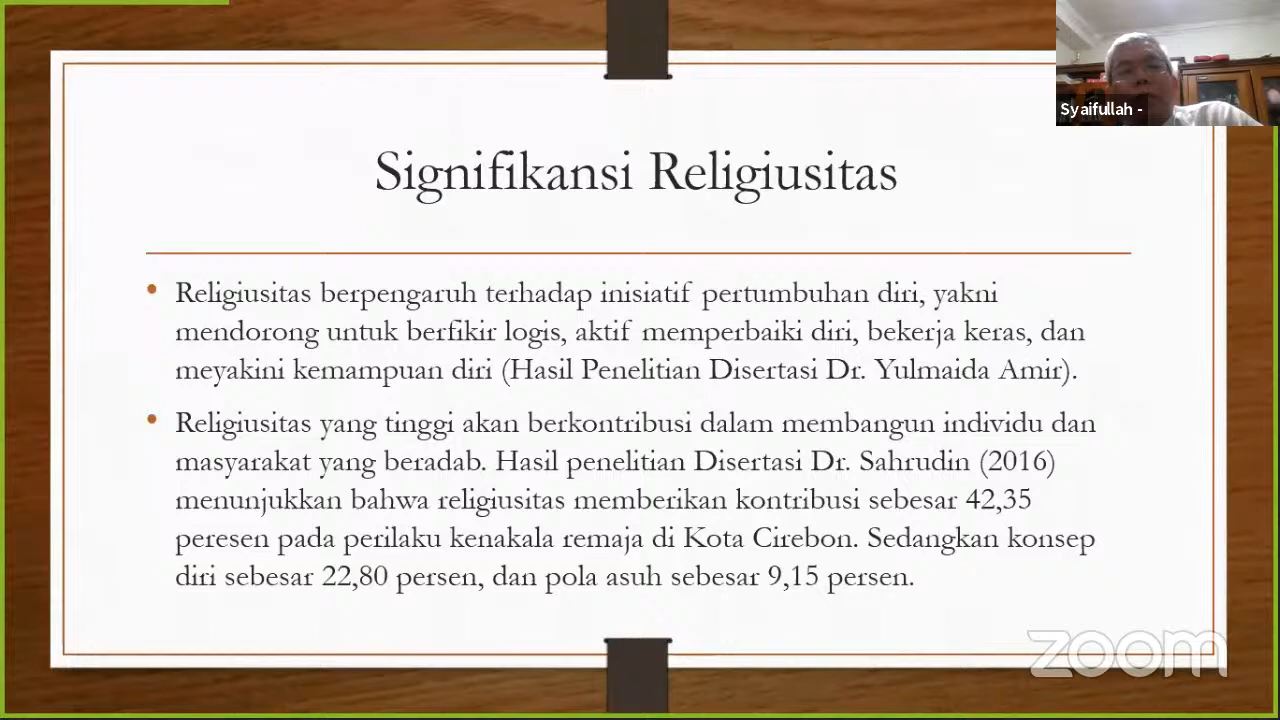 Syaifullah -
Signifikansi Religiusitas
• Religiusitas berpengaruh terhadap inisiatif pertumbuhan diri, yakni
mendorong untuk berfikir logis, aktif memperbaiki diri, bekerja keras, dan
meyakini kemampuan diri (Hasil Penelitian Disertasi Dr. Yulmaida Amir).
• Religiusitas yang tinggi akan berkontribusi dalam membangun individu dan
masyarakat yang beradab. Hasil penelitian Disertasi Dr. Sahrudin (2016)
menunjukkan bahwa religiusitas memberikan kontribusi sebesar 42,35
peresen pada perilaku kenakala remaja di Kota Cirebon. Sedangkan konsep
diri sebesar 22,80 persen, dan pola asuh sebesar 9,15 persen.
zoom